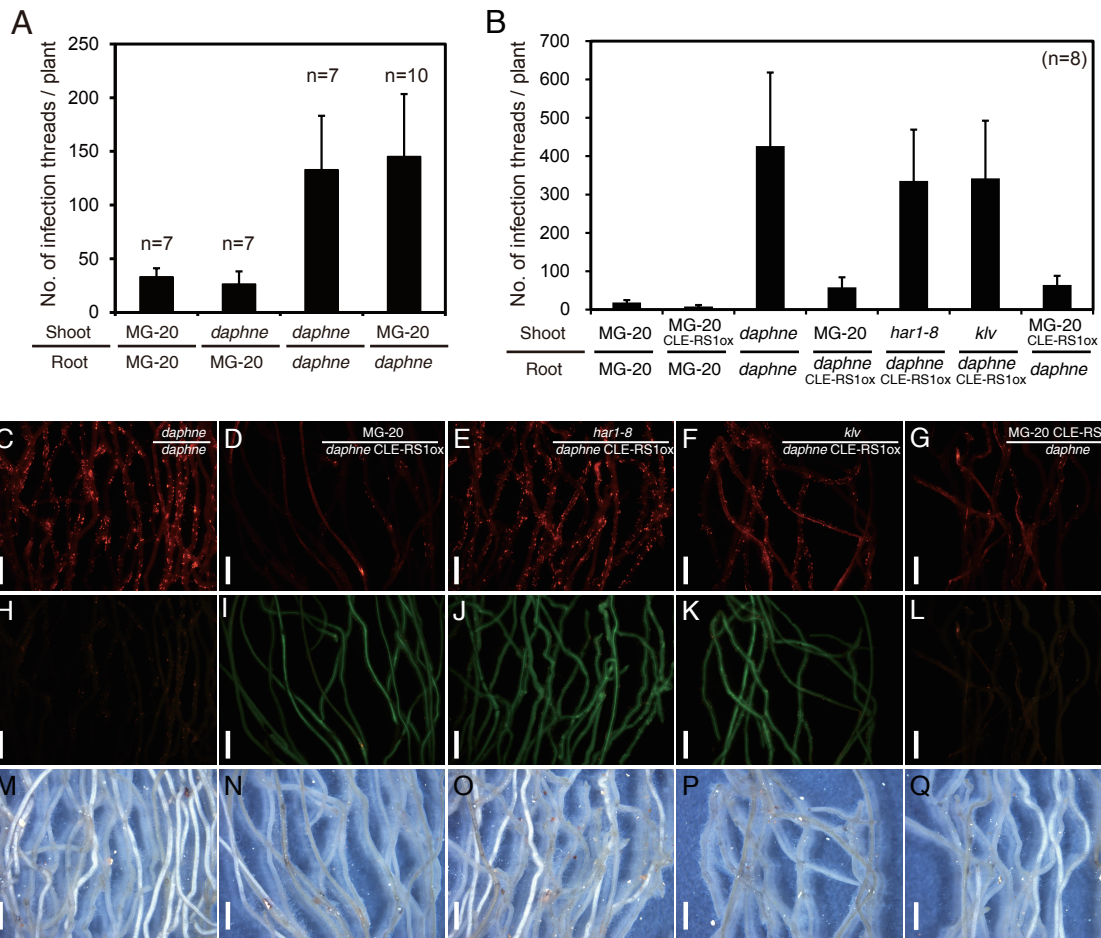 A
No. of infection threads / plant
250
200
150
100
50
0
n=7
n=7
n=7
n=10
Shoot MG-20 daphne daphne MG-20
Root MG-20 MG-20 daphne daphne
B
No. of infection threads / plant
700
600
500
400
300
200
100
0
(n=8)
Shoot MG-20 MG-20 CLE-RS1ox daphne MG-20 har1-8 klv MG-20 CLE-RS1ox
Root MG-20 MG-20 daphne daphne CLE-RS1ox daphne CLE-RS1ox daphne CLE-RS1ox daphne
C daphne
daphne
D MG-20
daphne CLE-RS1ox
E har1-8
daphne CLE-RS1ox
F klv
daphne CLE-RS1ox
G MG-20 CLE-RS
daphne
H I J K L
M N O P Q